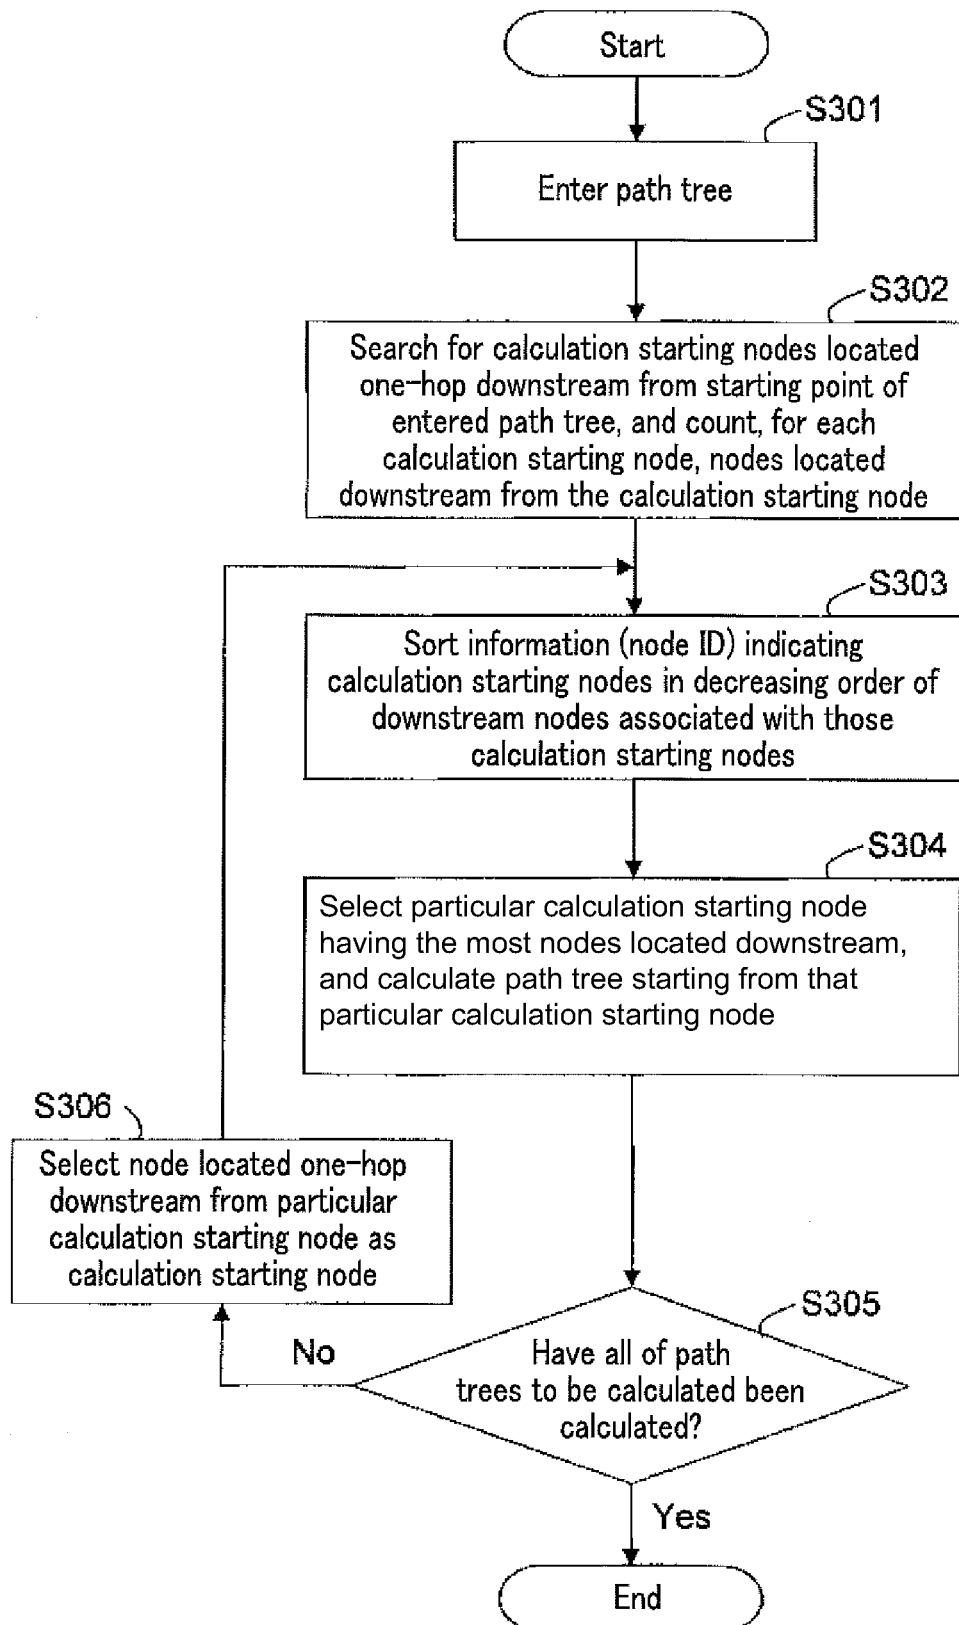 Start
S301
Enter path tree
S302
Search for calculation starting nodes located
one-hop downstream from starting point of
entered path tree, and count, for each
calculation starting node, nodes located
downstream from the calculation starting node
S303
Sort information (node ID) indicating
calculation starting nodes in decreasing order of
downstream nodes associated with those
calculation starting nodes
S304
Select particular calculation starting node
having the most nodes located downstream,
and calculate path tree starting from that
particular calculation starting node
S306
Select node located one-hop
downstream from particular
calculation starting node as
calculation starting node
S305
No
Have all of path
trees to be calculated been
calculated?
Yes
End